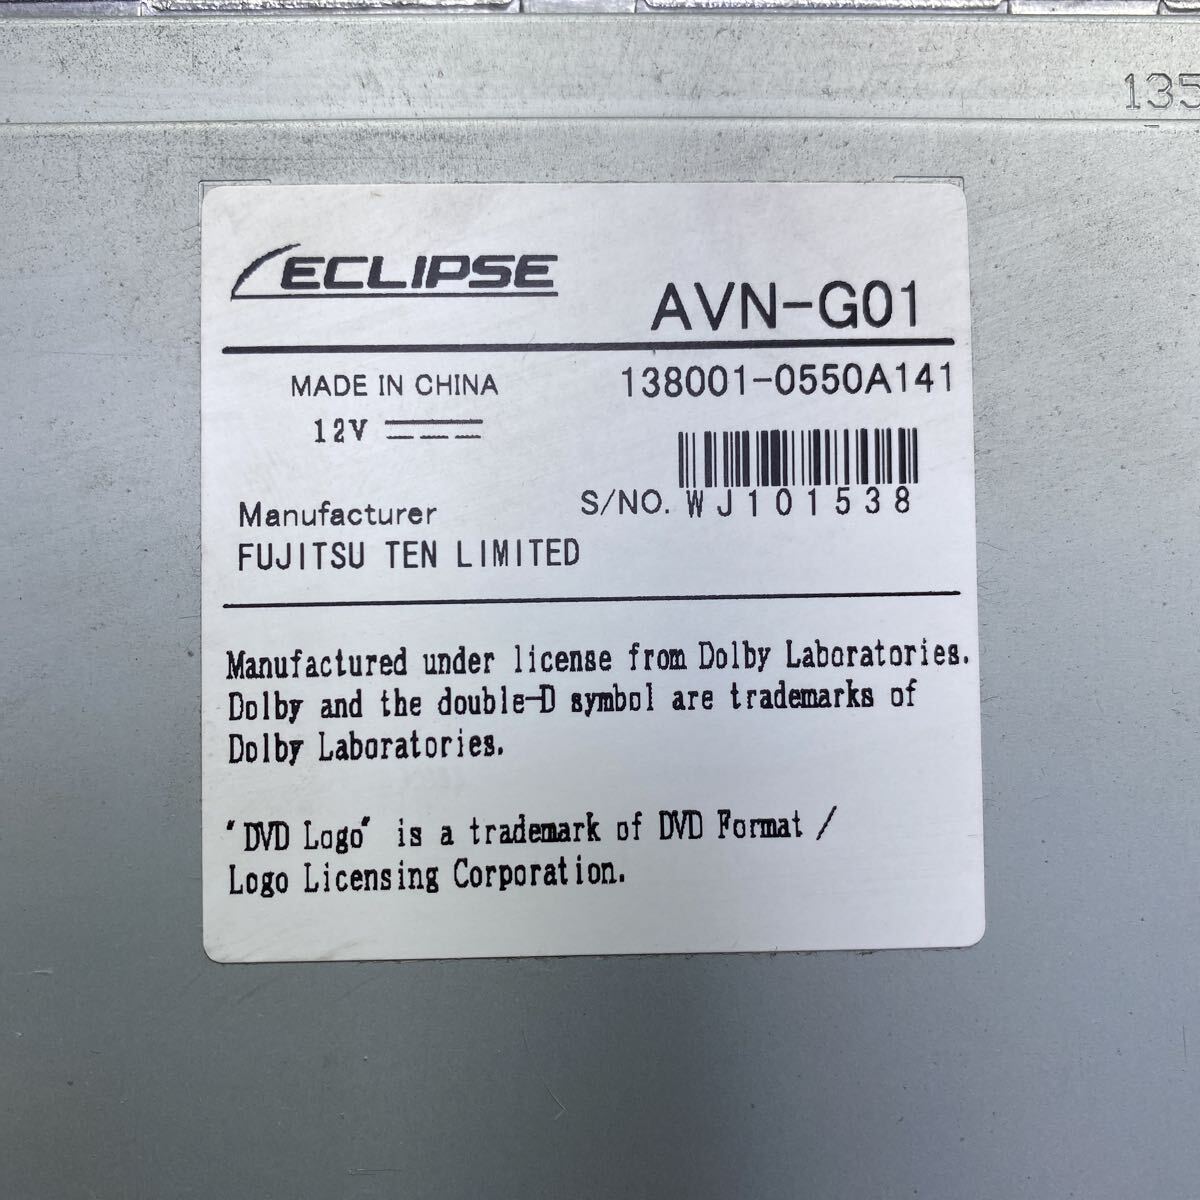 135
ECLIPSE
AVN-G01
MADE IN CHINA
138001-0550A141
12V
S/NO. WJ101538
Manufacturer
FUJITSU TEN LIMITED
Manufactured under license from Dolby Laboratories.
Dolby and the double-D symbol are trademarks of
Dolby Laboratories.
"DVD Logo" is a trademark of DVD Format /
Logo Licensing Corporation.